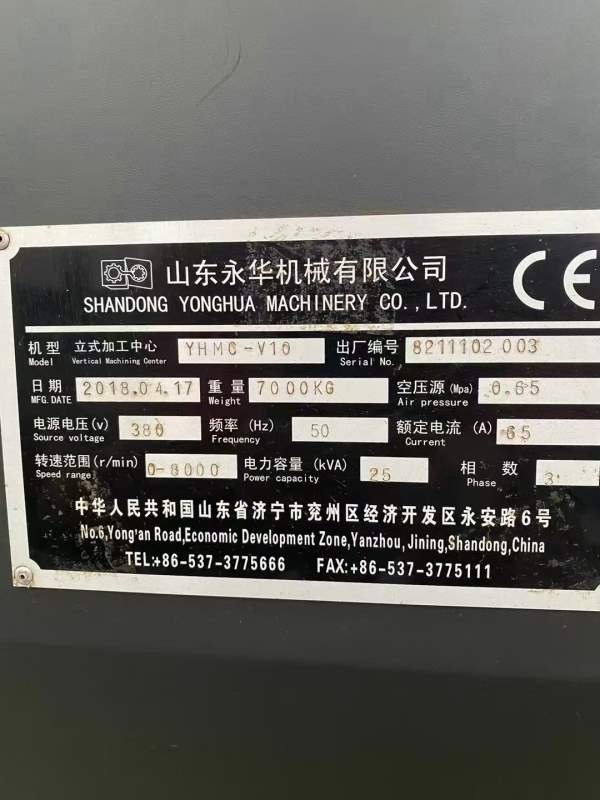 山东永华机械有限公司 CE
SHANDONG YONGHUA MACHINERY CO., LTD.
机型 立式加工中心 YHMC-V10 出厂编号 8211102 003
Model Vertical Machining Center Serial No.
日期 2018.04.17 重量 7000KG 空压源(Mpa) 0.65
MFG. DATE Weight Air pressure
电源电压(v) 380 频率(Hz) 50 额定电流(A) 65
Source voltage Frequency Current
转速范围(r/min) 0-8000 电力容量(kVA) 25 相数 3
Speed range Power capacity Phase
中华人民共和国山东省济宁市兖州区经济开发区永安路6号
No.6,Yong'an Road,Economic Development Zone,Yanzhou,Jining,Shandong,China
TEL:+86-537-3775666 FAX:+86-537-3775111